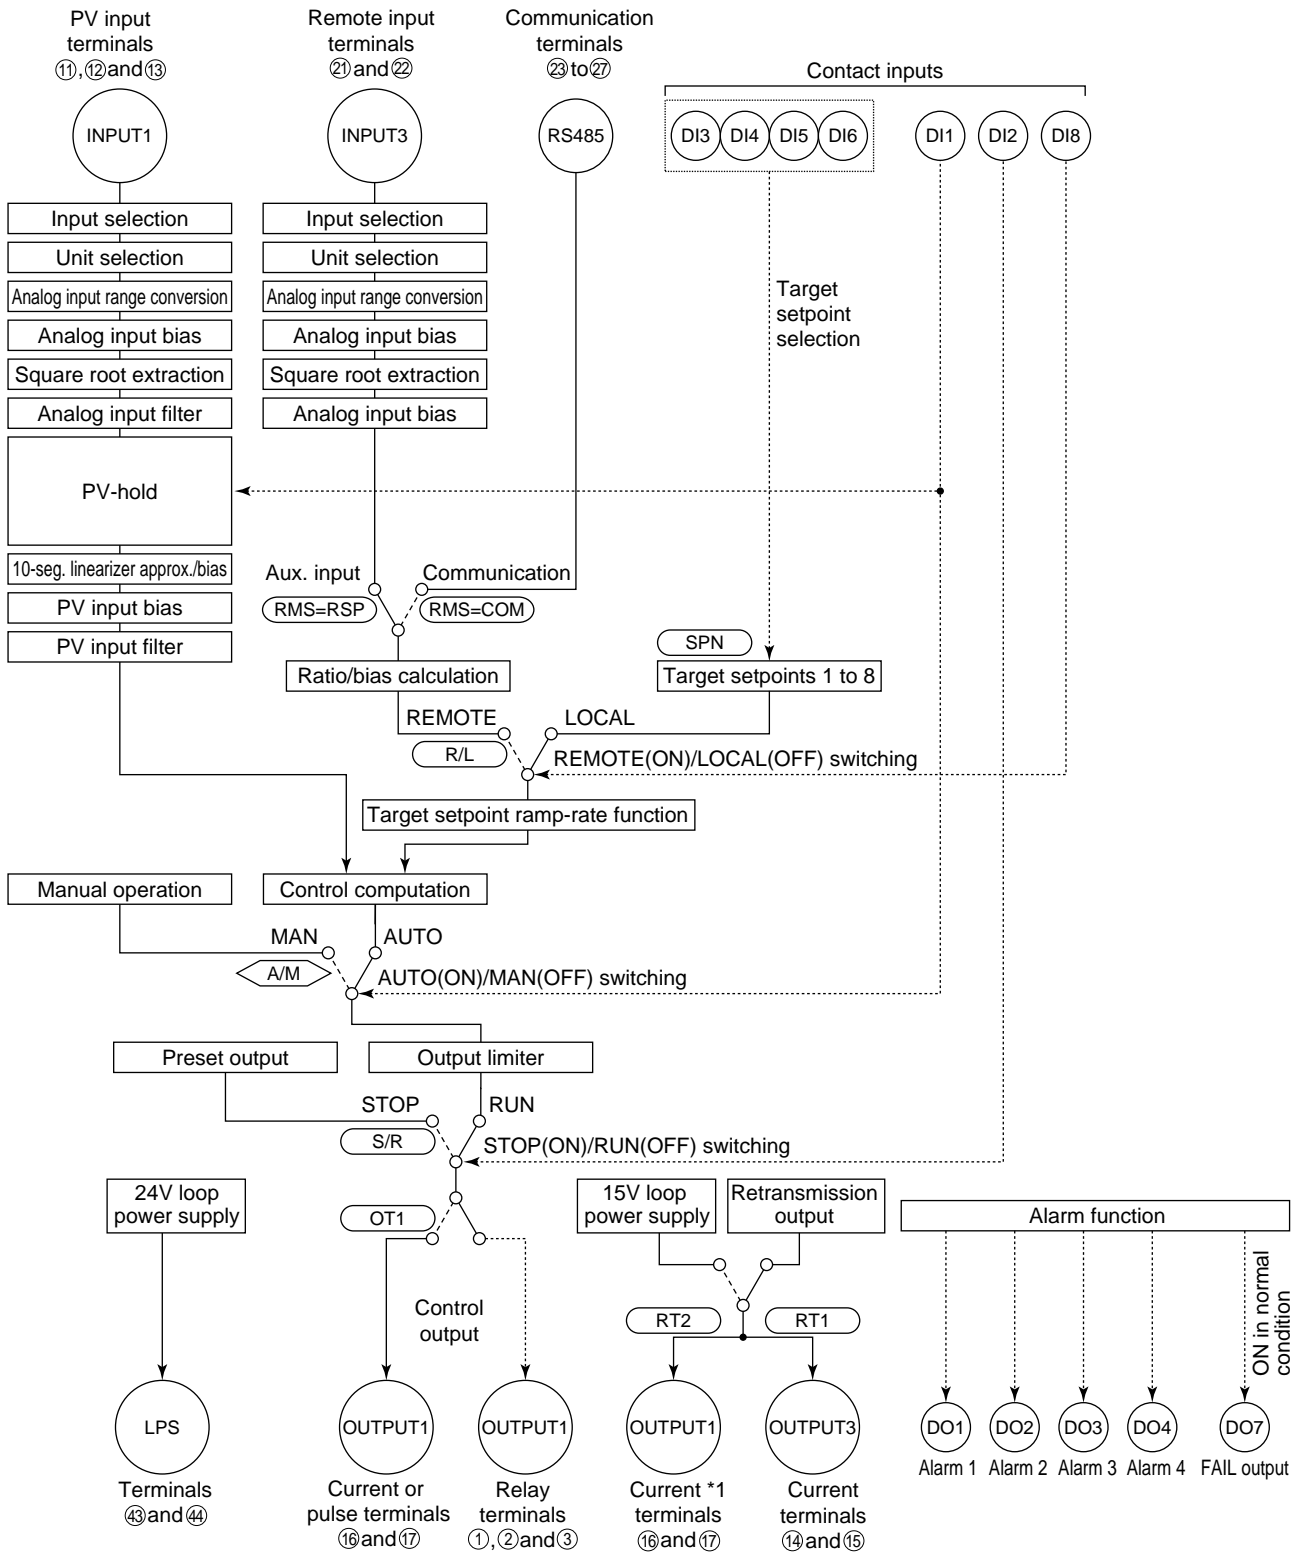 PV input
terminals
⑪,⑫and⑬
Remote input
terminals
㉑and㉒
Communication
terminals
㉓to㉗
Contact inputs
INPUT1
INPUT3
RS485
DI3
DI4
DI5
DI6
DI1
DI2
DI8
Input selection
Unit selection
Analog input range conversion
Analog input bias
Square root extraction
Analog input filter
PV-hold
10-seg. linearizer approx./bias
PV input bias
PV input filter
Input selection
Unit selection
Analog input range conversion
Analog input bias
Square root extraction
Analog input bias
Target
setpoint
selection
Aux. input
Communication
RMS=RSP
RMS=COM
SPN
Ratio/bias calculation
Target setpoints 1 to 8
REMOTE
LOCAL
R/L
REMOTE(ON)/LOCAL(OFF) switching
Target setpoint ramp-rate function
Manual operation
Control computation
MAN
AUTO
A/M
AUTO(ON)/MAN(OFF) switching
Preset output
Output limiter
STOP
RUN
S/R
STOP(ON)/RUN(OFF) switching
24V loop
power supply
OT1
15V loop
power supply
Retransmission
output
Alarm function
Control
output
RT2
RT1
ON in normal
condition
LPS
OUTPUT1
OUTPUT1
OUTPUT1
OUTPUT3
DO1
DO2
DO3
DO4
DO7
Alarm 1
Alarm 2
Alarm 3
Alarm 4
FAIL output
Terminals
㊸and㊹
Current or
pulse terminals
⑯and⑰
Relay
terminals
①,②and③
Current *1
terminals
⑯and⑰
Current
terminals
⑭and⑮